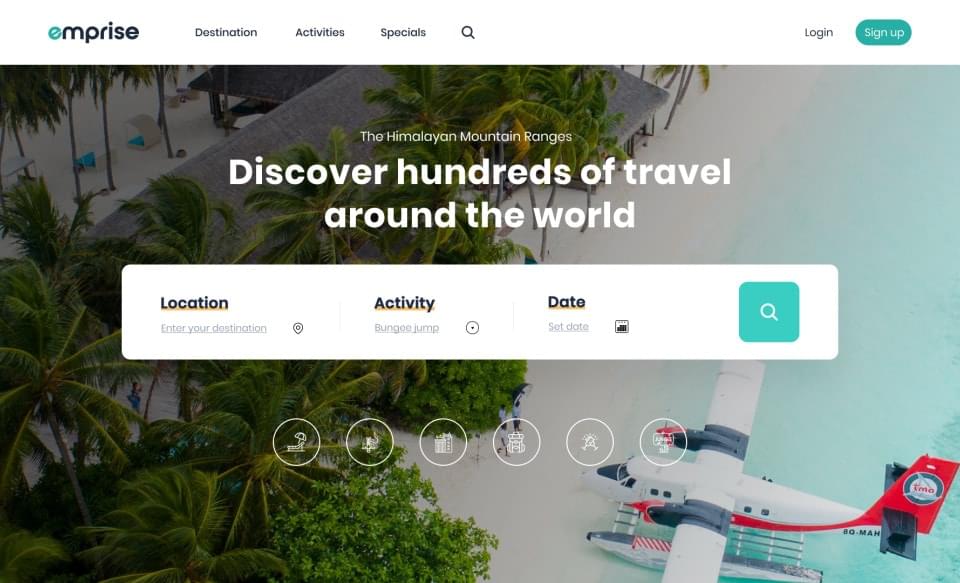 emprise
Destination
Activities
Specials
Login
Sign up
The Himalayan Mountain Ranges
Discover hundreds of travel
around the world
Location
Activity
Date
Enter your destination
Bungee jump
Set date
tma
8Q-MAH